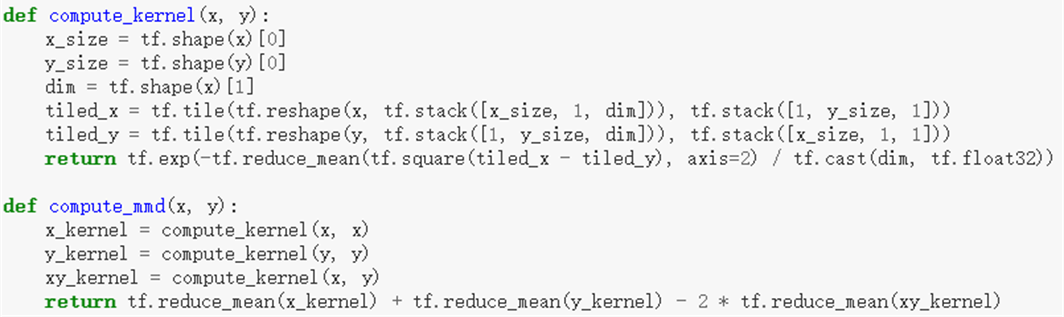 def compute_kernel(x, y):
    x_size = tf.shape(x)[0]
    y_size = tf.shape(y)[0]
    dim = tf.shape(x)[1]
    tiled_x = tf.tile(tf.reshape(x, tf.stack([x_size, 1, dim])), tf.stack([1, y_size, 1]))
    tiled_y = tf.tile(tf.reshape(y, tf.stack([1, y_size, dim])), tf.stack([x_size, 1, 1]))
    return tf.exp(-tf.reduce_mean(tf.square(tiled_x - tiled_y), axis=2) / tf.cast(dim, tf.float32))

def compute_mmd(x, y):
    x_kernel = compute_kernel(x, x)
    y_kernel = compute_kernel(y, y)
    xy_kernel = compute_kernel(x, y)
    return tf.reduce_mean(x_kernel) + tf.reduce_mean(y_kernel) - 2 * tf.reduce_mean(xy_kernel)